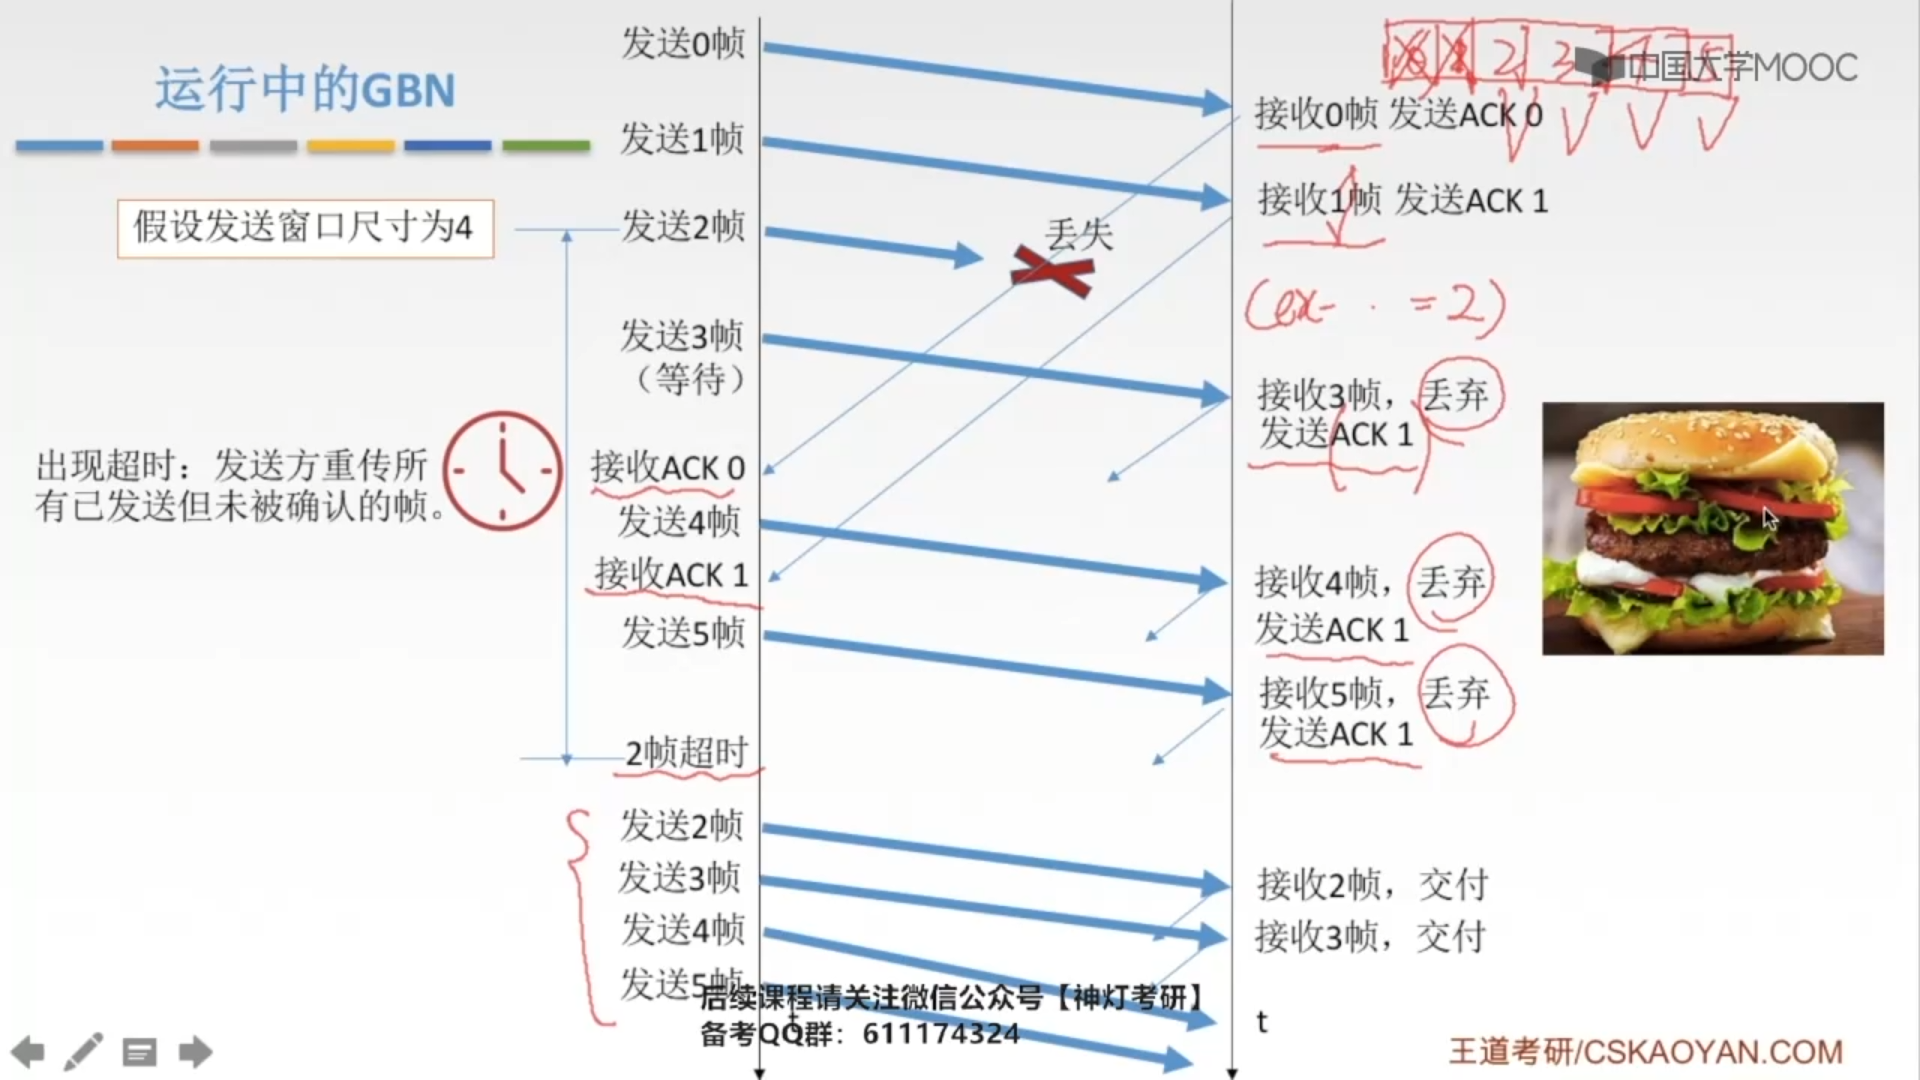 运行中的GBN
假设发送窗口尺寸为4
出现超时：发送方重传所
有已发送但未被确认的帧。
发送0帧
发送1帧
发送2帧
发送3帧
（等待）
接收ACK 0
发送4帧
接收ACK 1
发送5帧
2帧超时
发送2帧
发送3帧
发送4帧
发送5帧
丢失
2 3
中国大学MOOC
接收0帧 发送ACK 0
接收1帧 发送ACK 1
(ex- · =2)
接收3帧，丢弃
发送ACK 1
接收4帧，丢弃
发送ACK 1
接收5帧，丢弃
发送ACK 1
接收2帧，交付
接收3帧，交付
t
t
后续课程请关注微信公众号【神灯考研】
备考QQ群：611174324
王道考研/CSKAOYAN.COM